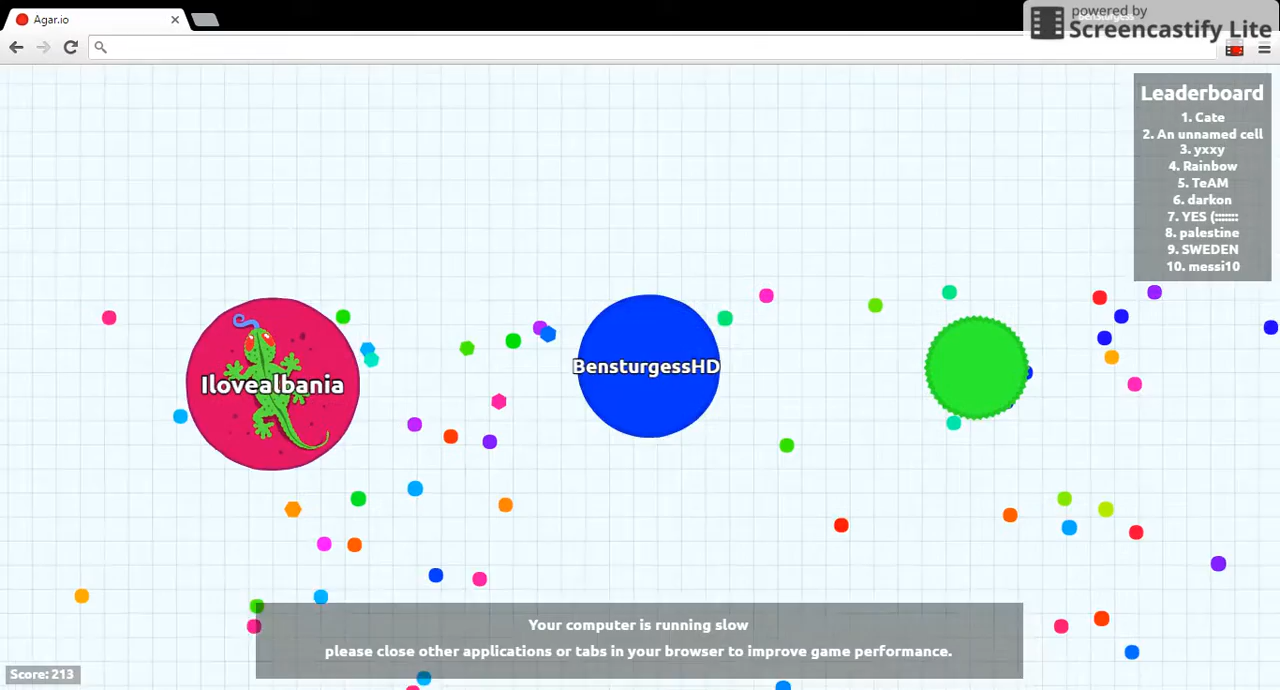 Agar.io
powered by
Screencastify Lite
Leaderboard
1. Cate
2. An unnamed cell
3. yxxy
4. Rainbow
5. TeAM
6. darkon
7. YES (:::::::
8. palestine
9. SWEDEN
10. messi10
BensturgessHD
Ilovealbania
Your computer is running slow
please close other applications or tabs in your browser to improve game performance.
Score: 213